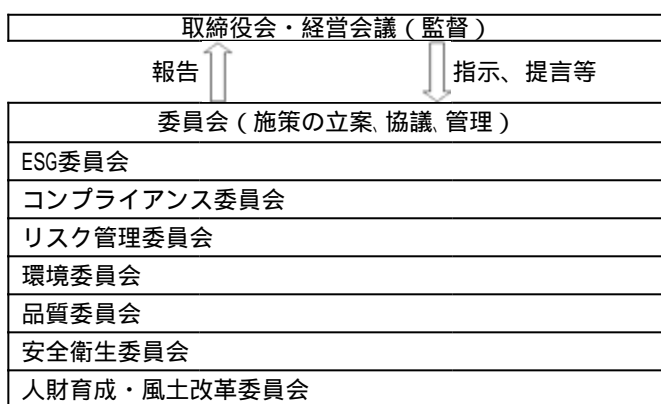 取締役会・経営会議(監督)
報告
指示、提言等
委員会(施策の立案、協議、管理)
ESG委員会
コンプライアンス委員会
リスク管理委員会
環境委員会
品質委員会
安全衛生委員会
人財育成・風土改革委員会